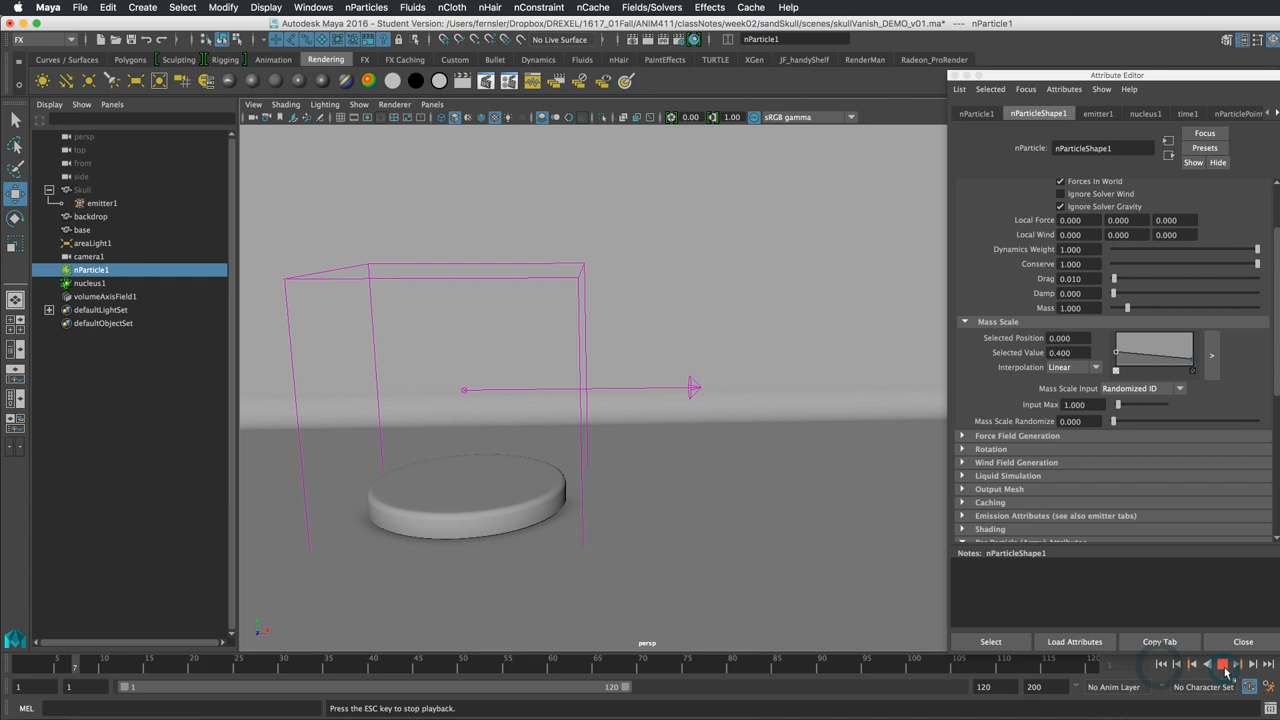 Maya File Edit Create Select Modify Display Windows nParticles Fluids nCloth nHair nConstraint nCache Fields/Solvers Effects Cache Help
Autodesk Maya 2016 - Student Version: /Users/fernsler/Dropbox/DREXEL/1617_01Fall/ANIM411/classNotes/week02/sandSkull/scenes/skullVanish_DEMO_v01.ma* --- nParticle1
FX No Live Surface nParticle1
Curves / Surfaces Polygons Sculpting Rigging Animation Rendering FX FX Caching Custom Bullet Dynamics Fluids nHair PaintEffects TURTLE XGen JF_handyShelf RenderMan Radeon_ProRender
Attribute Editor
List Selected Focus Attributes Show Help
Display Show Panels
View Shading Lighting Show Renderer Panels
0.00 1.00 sRGB gamma
nParticle1 nParticleShape1 emitter1 nucleus1 time1 nParticlePoint
Focus
nParticle: nParticleShape1 Presets
Show Hide
persp
top
front
side
Skull
emitter1
backdrop
base
areaLight1
camera1
nParticle1
nucleus1
volumeAxisField1
defaultLightSet
defaultObjectSet
Forces In World
Ignore Solver Wind
Ignore Solver Gravity
Local Force 0.000 0.000 0.000
Local Wind 0.000 0.000 0.000
Dynamics Weight 1.000
Conserve 1.000
Drag 0.010
Damp 0.000
Mass 1.000
Mass Scale
Selected Position 0.000
Selected Value 0.400
Interpolation Linear
>
Mass Scale Input Randomized ID
Input Max 1.000
Mass Scale Randomize 0.000
Force Field Generation
Rotation
Wind Field Generation
Liquid Simulation
Output Mesh
Caching
Emission Attributes (see also emitter tabs)
Shading
Per Particle (Array) Attributes
Notes: nParticleShape1
persp
Select Load Attributes Copy Tab Close
5 7 10 15 20 25 30 35 40 45 50 55 60 65 70 75 80 85 90 95 100 105 110 115 1
1 1 1 120 120 200 No Anim Layer No Character Set
MEL Press the ESC key to stop playback.